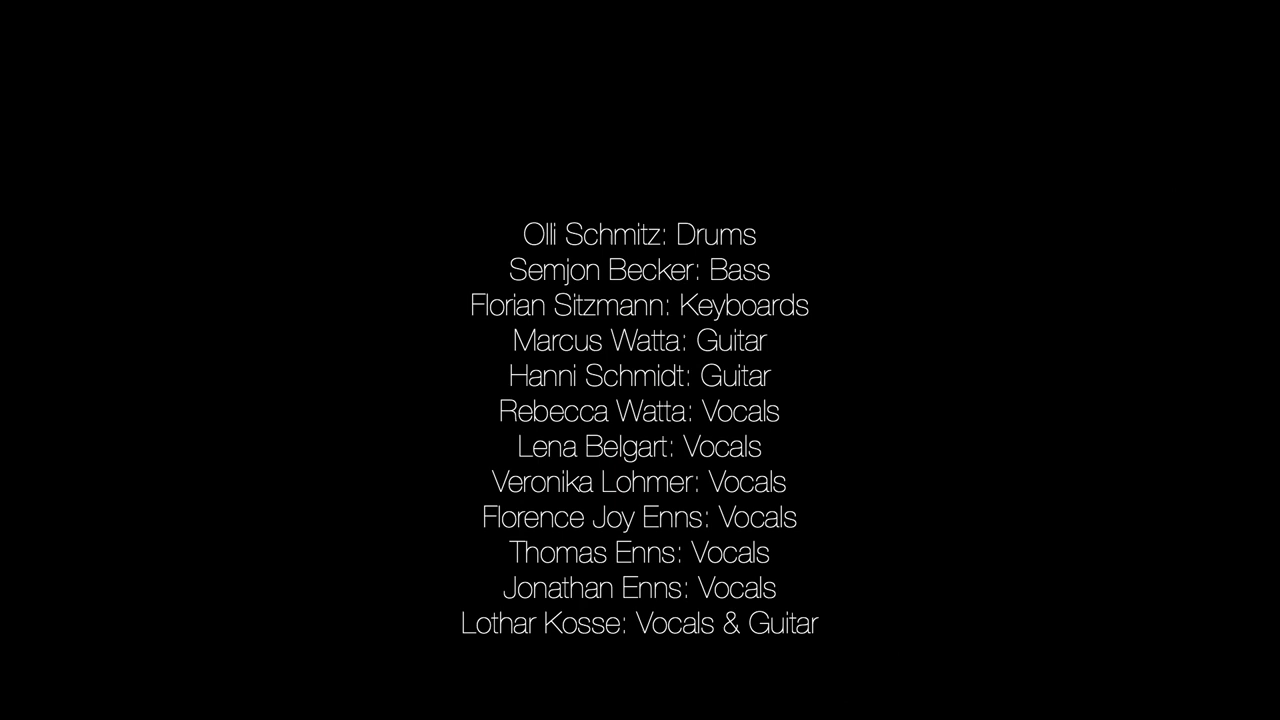 Olli Schmitz: Drums
Semjon Becker: Bass
Florian Sitzmann: Keyboards
Marcus Watta: Guitar
Hanni Schmidt: Guitar
Rebecca Watta: Vocals
Lena Belgart: Vocals
Veronika Lohmer: Vocals
Florence Joy Enns: Vocals
Thomas Enns: Vocals
Jonathan Enns: Vocals
Lothar Kosse: Vocals & Guitar